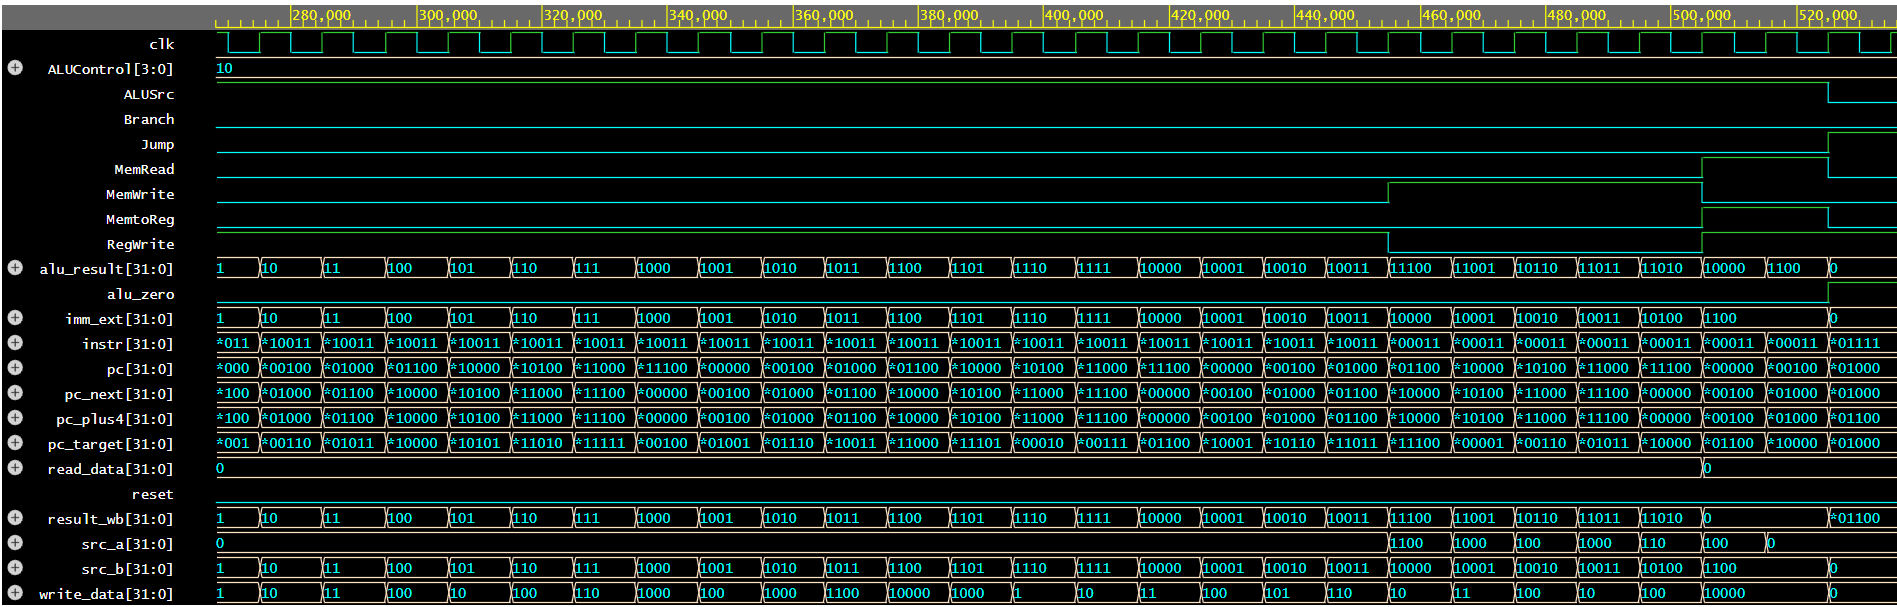 280,000 300,000 320,000 340,000 360,000 380,000 400,000 420,000 440,000 460,000 480,000 500,000 520,000
clk
ALUControl[3:0] 10
ALUSrc
Branch
Jump
MemRead
MemWrite
MemtoReg
RegWrite
alu_result[31:0] 1 10 11 100 101 110 111 1000 1001 1010 1011 1100 1101 1110 1111 10000 10001 10010 10011 11100 11001 10110 11011 11010 10000 1100 0
alu_zero
imm_ext[31:0] 1 10 11 100 101 110 111 1000 1001 1010 1011 1100 1101 1110 1111 10000 10001 10010 10011 10000 10001 10010 10011 10100 1100 0
instr[31:0] *011 *10011 *10011 *10011 *10011 *10011 *10011 *10011 *10011 *10011 *10011 *10011 *10011 *10011 *10011 *10011 *10011 *10011 *10011 *00011 *00011 *00011 *00011 *00011 *00011 *00011 *01111
pc[31:0] *000 *00100 *01000 *01100 *10000 *10100 *11000 *11100 *00000 *00100 *01000 *01100 *10000 *10100 *11000 *11100 *00000 *00100 *01000 *01100 *10000 *10100 *11000 *11100 *00000 *00100 *01000
pc_next[31:0] *100 *01000 *01100 *10000 *10100 *11000 *11100 *00000 *00100 *01000 *01100 *10000 *10100 *11000 *11100 *00000 *00100 *01000 *01100 *10000 *10100 *11000 *11100 *00000 *00100 *01000 *01000
pc_plus4[31:0] *100 *01000 *01100 *10000 *10100 *11000 *11100 *00000 *00100 *01000 *01100 *10000 *10100 *11000 *11100 *00000 *00100 *01000 *01100 *10000 *10100 *11000 *11100 *00000 *00100 *01000 *01100
pc_target[31:0] *001 *00110 *01011 *10000 *10101 *11010 *11111 *00100 *01001 *01110 *10011 *11000 *11101 *00010 *00111 *01100 *10001 *10110 *11011 *11100 *00001 *00110 *01011 *10000 *01100 *10000 *01000
read_data[31:0] 0 0
reset
result_wb[31:0] 1 10 11 100 101 110 111 1000 1001 1010 1011 1100 1101 1110 1111 10000 10001 10010 10011 11100 11001 10110 11011 11010 0 *01100
src_a[31:0] 0 1100 1000 100 1000 110 100 0
src_b[31:0] 1 10 11 100 101 110 111 1000 1001 1010 1011 1100 1101 1110 1111 10000 10001 10010 10011 10000 10001 10010 10011 10100 1100 0
write_data[31:0] 1 10 11 100 10 100 110 1000 100 1000 1100 10000 1000 1 10 11 100 101 110 10 11 100 10 100 10000 0